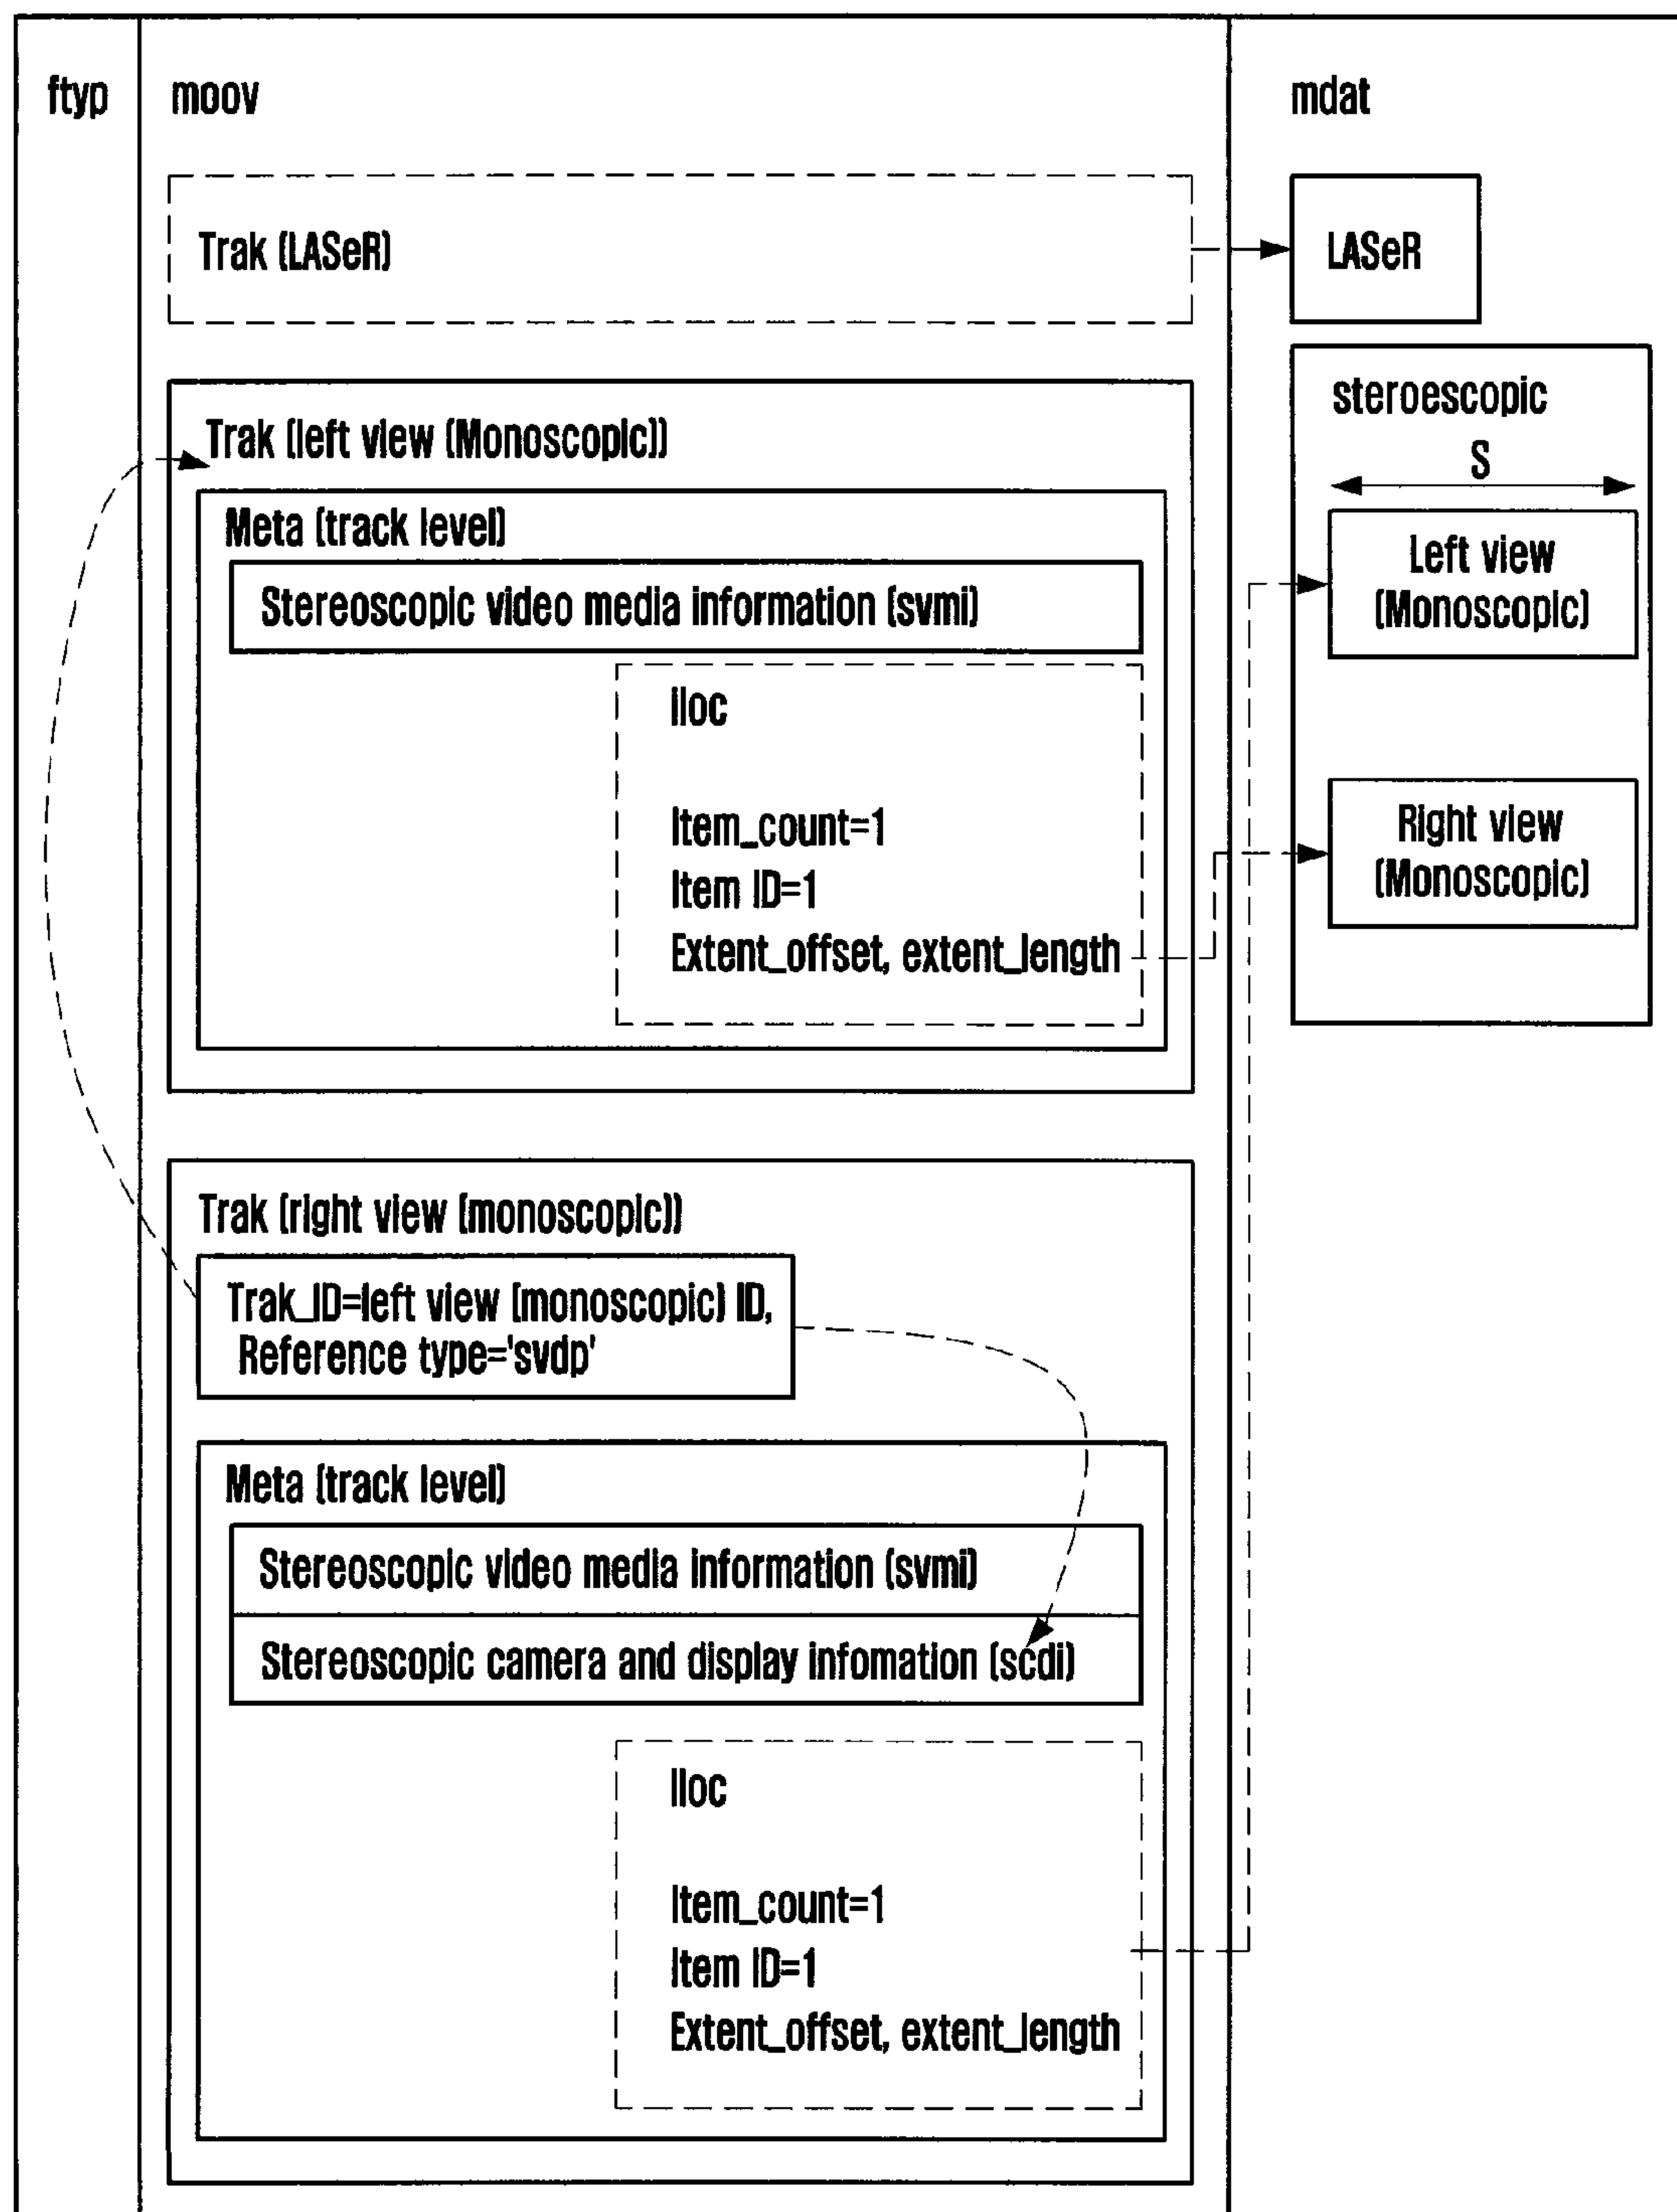 ftyp
moov
mdat
Trak (LASeR)
LASeR
Trak (left view (Monoscopic))
Meta (track level)
Stereoscopic video media information (svmi)
iloc
Item_count=1
Item ID=1
Extent_offset, extent_length
steroescopic
S
Left view
(Monoscopic)
Right view
(Monoscopic)
Trak (right view (monoscopic))
Trak_ID=left view (monoscopic) ID,
Reference type='svdp'
Meta (track level)
Stereoscopic video media information (svmi)
Stereoscopic camera and display infomation (scdi)
iloc
Item_count=1
Item ID=1
Extent_offset, extent_length